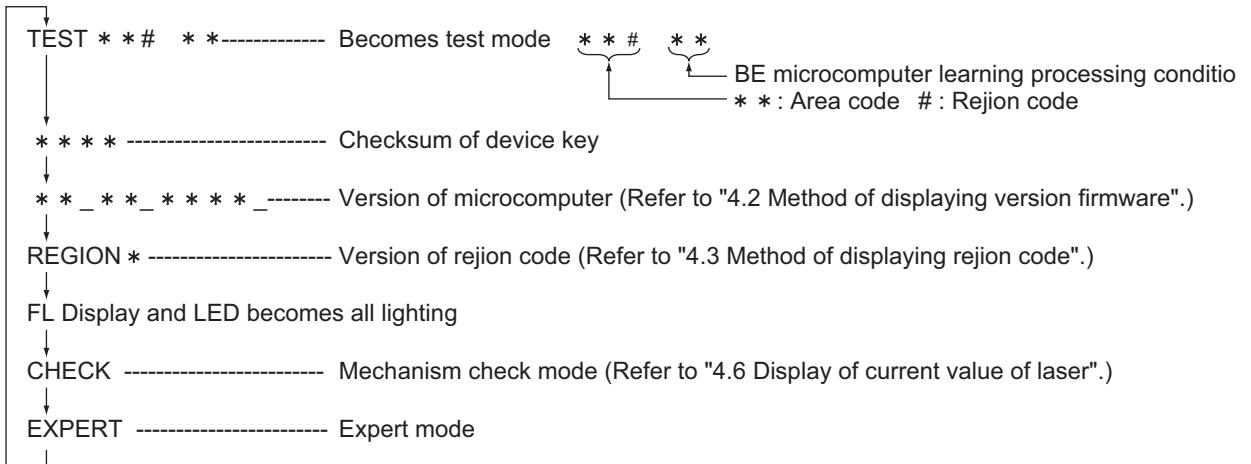 TEST ＊＊#　＊＊------------- Becomes test mode ＊＊#　＊＊
BE microcomputer learning processing conditio
＊＊: Area code # : Rejion code
＊＊＊＊ ------------------------- Checksum of device key
＊＊_＊＊_＊＊＊＊_-------- Version of microcomputer (Refer to "4.2 Method of displaying version firmware".)
REGION＊ ----------------------- Version of rejion code (Refer to "4.3 Method of displaying rejion code".)
FL Display and LED becomes all lighting
CHECK ------------------------- Mechanism check mode (Refer to "4.6 Display of current value of laser".)
EXPERT ------------------------ Expert mode